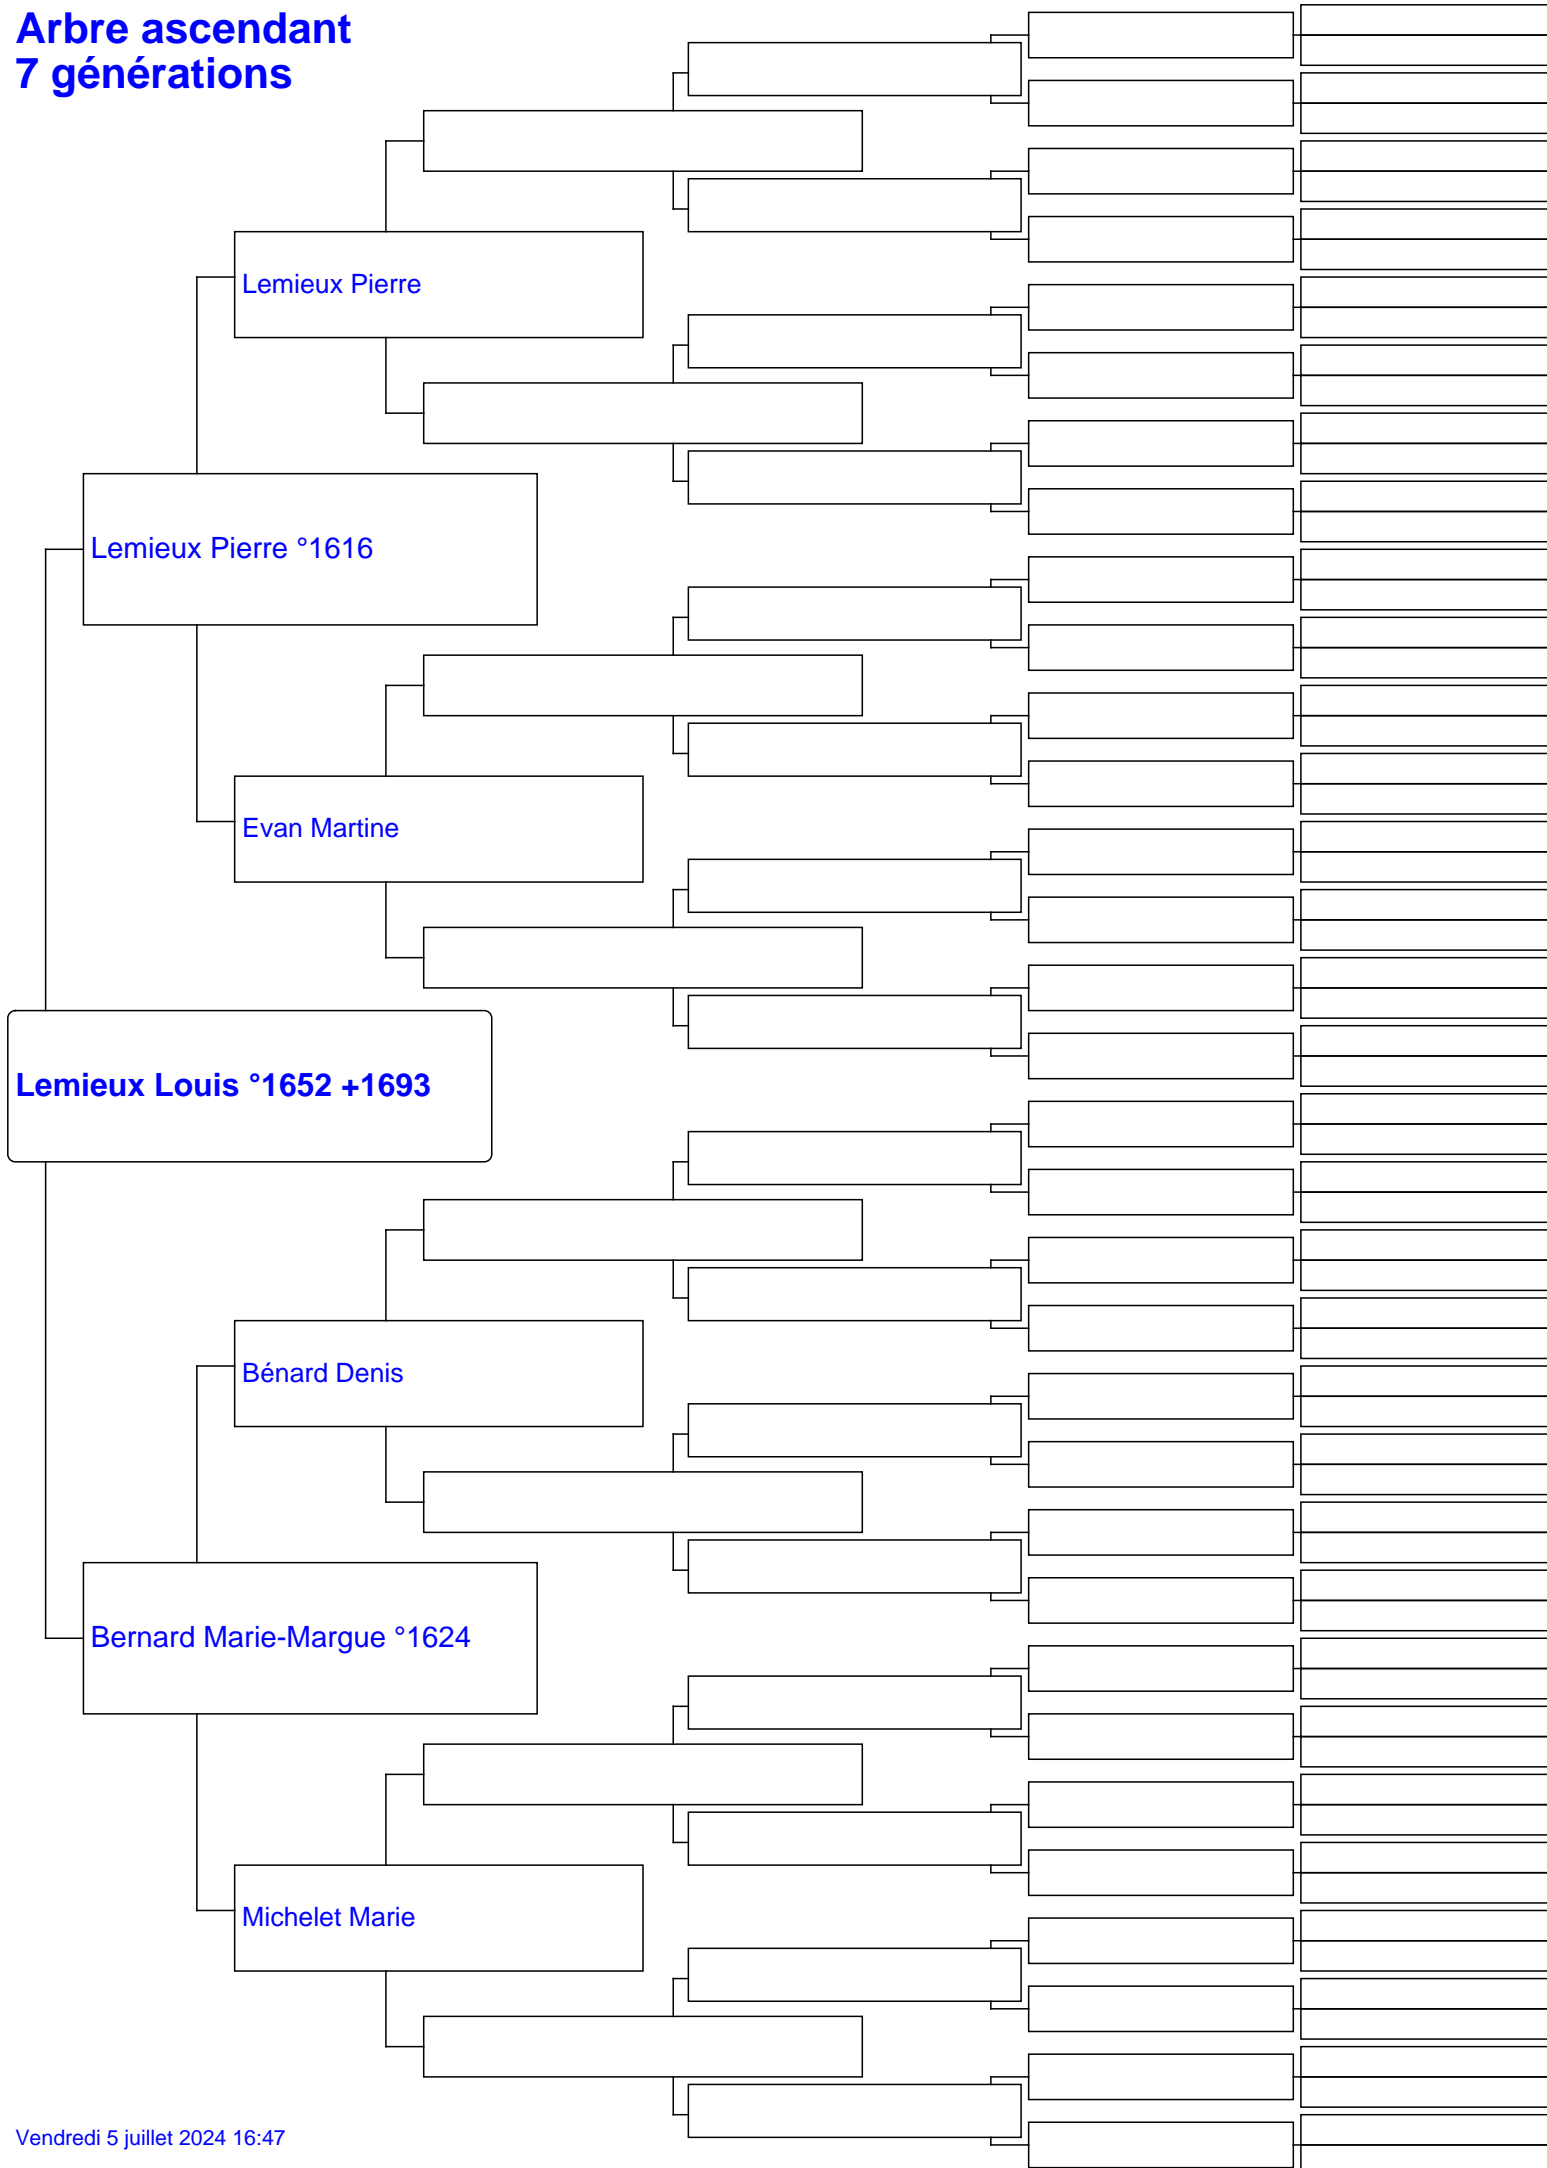 Arbre ascendant
7 générations
Lemieux Pierre
Lemieux Pierre °1616
Evan Martine
Lemieux Louis °1652 +1693
Bénard Denis
Bernard Marie-Margue °1624
Michelet Marie
Vendredi 5 juillet 2024 16:47